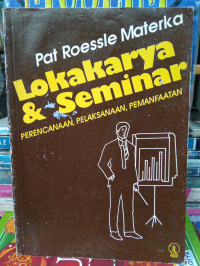 Pat Roessle Materka
Lokakarya
& Seminar
PERENCANAAN, PELAKSANAAN, PEMANFAATAN